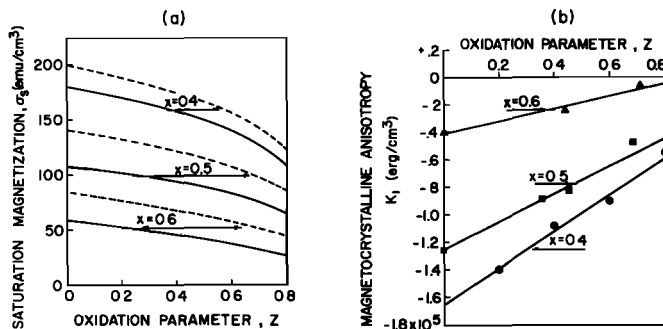 (a)
SATURATION MAGNETIZATION, σs(emu/cm³)
200
150
100
50
0
x=0.4
x=0.5
x=0.6
0 0.2 0.4 0.6 0.8
OXIDATION PARAMETER , Z
(b)
OXIDATION PARAMETER , Z
MAGNETOCRYSTALLINE ANISOTROPY
K₁ (erg/cm³)
+.2
0
-.2
-.4
-.6
-.8
-1.0
-1.2
-1.4
-1.6
-1.8x10⁵
0.2 0.4 0.6 0.8
x=0.6
x=0.5
x=0.4